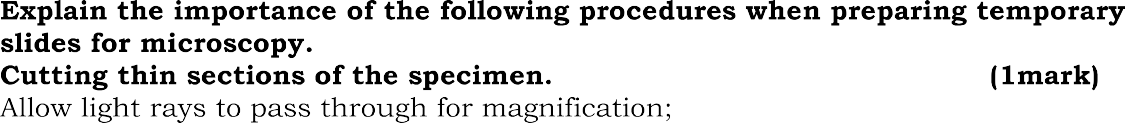 Explain the importance of the following procedures when preparing temporary
slides for microscopy.
Cutting thin sections of the specimen. (1mark)
Allow light rays to pass through for magnification;